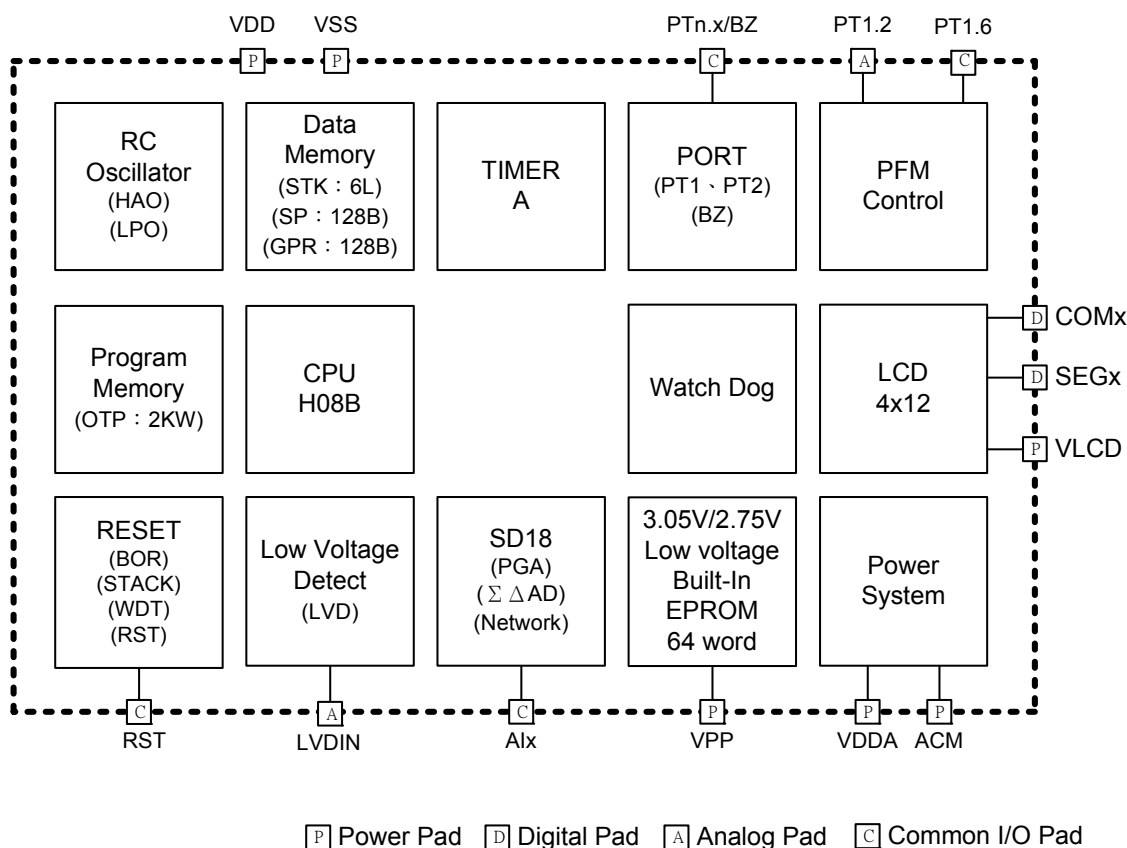 VDD
VSS
PTn.x/BZ
PT1.2
PT1.6
P
P
C
A
C
RC
Oscillator
(HAO)
(LPO)
Data
Memory
(STK：6L)
(SP：128B)
(GPR：128B)
TIMER
A
PORT
(PT1、PT2)
(BZ)
PFM
Control
Program
Memory
(OTP：2KW)
CPU
H08B
Watch Dog
LCD
4x12
D COMx
D SEGx
P VLCD
RESET
(BOR)
(STACK)
(WDT)
(RST)
Low Voltage
Detect
(LVD)
SD18
(PGA)
(ΣΔAD)
(Network)
3.05V/2.75V
Low voltage
Built-In
EPROM
64 word
Power
System
C
A
C
P
P
P
RST
LVDIN
AIx
VPP
VDDA
ACM
P Power Pad
D Digital Pad
A Analog Pad
C Common I/O Pad